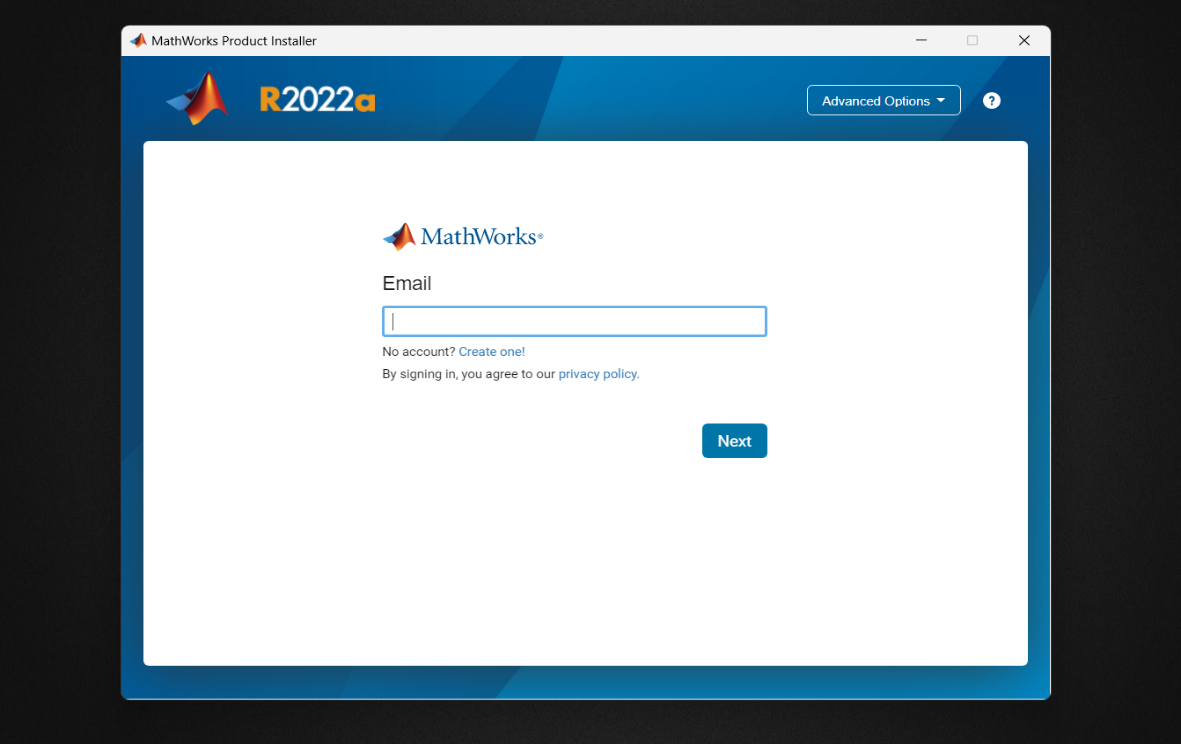 MathWorks Product Installer
R2022a
Advanced Options
?
MathWorks®
Email
No account? Create one!
By signing in, you agree to our privacy policy.
Next